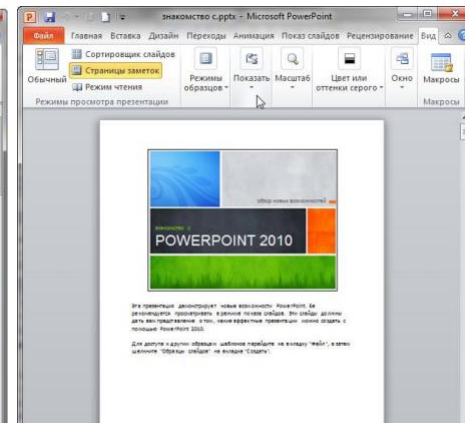 знакомство с.pptx - Microsoft PowerPoint
Файл Главная Вставка Дизайн Переходы Анимация Показ слайдов Рецензирование Вид
Обычный
Сортировщик слайдов
Страницы заметок
Режим чтения
Режимы образцов
Показать
Масштаб
Цвет или оттенки серого
Окно
Макросы
Режимы просмотра презентации
Макросы
обзор новых возможностей
знакомство с
POWERPOINT 2010
Эта презентация демонстрирует новые возможности PowerPoint. Ее
рекомендуется просматривать в режиме показа слайдов. Эти слайды должны
дать вам представление о том, какие эффектные презентации можно создать с
помощью PowerPoint 2010.
Для доступа к другим образцам шаблонов перейдите на вкладку "Файл", а затем
щелкните "Образцы слайдов" на вкладке "Создать".